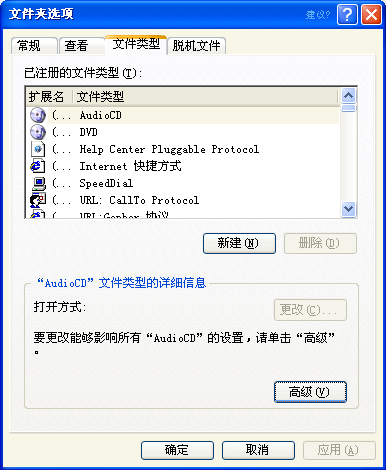 文件夹选项 建议?
常规 查看 文件类型 脱机文件
已注册的文件类型(T):
扩展名 文件类型
(... AudioCD
(... DVD
(... Help Center Pluggable Protocol
(... Internet 快捷方式
(... SpeedDial
(... URL: CallTo Protocol
(... URL:Gopher 协议
新建(N) 删除(D)
“AudioCD”文件类型的详细信息
打开方式: 更改(C)...
要更改能够影响所有“AudioCD”的设置,请单击“高级”
。
高级(V)
确定 取消 应用(A)